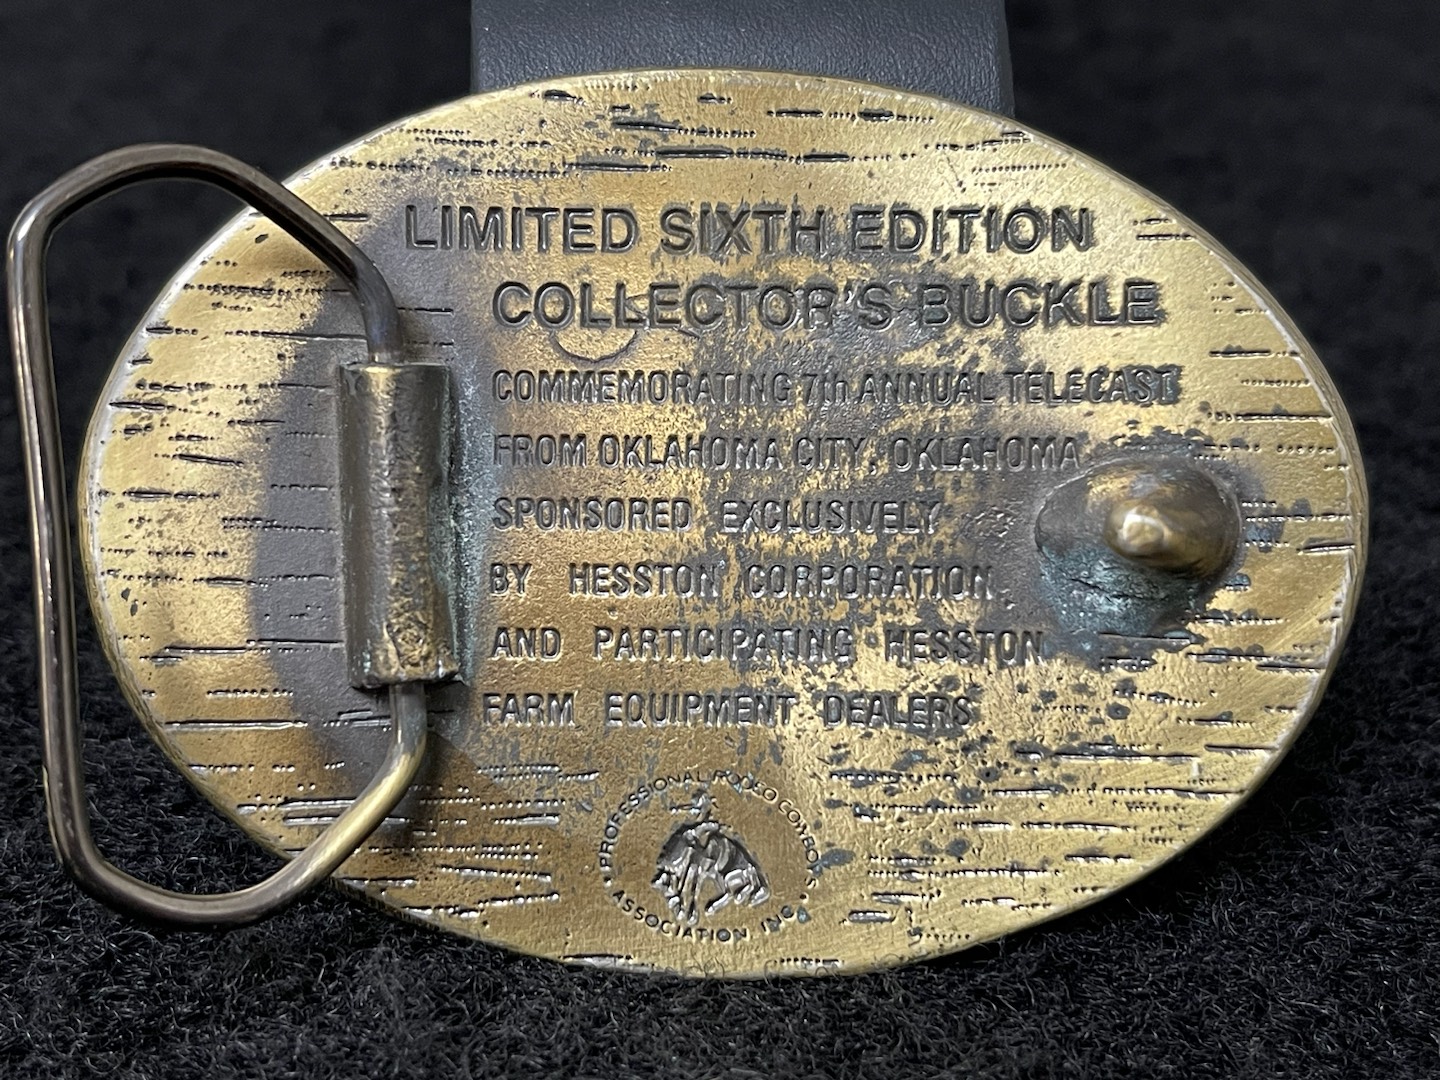 LIMITED SIXTH EDITION
COLLECTOR'S BUCKLE
COMMEMORATING 7th ANNUAL TELECAST
FROM OKLAHOMA CITY, OKLAHOMA
SPONSORED EXCLUSIVELY
BY HESSTON CORPORATION
AND PARTICIPATING HESSTON
FARM EQUIPMENT DEALERS
PROFESSIONAL RODEO COWBOYS
ASSOCIATION, INC.